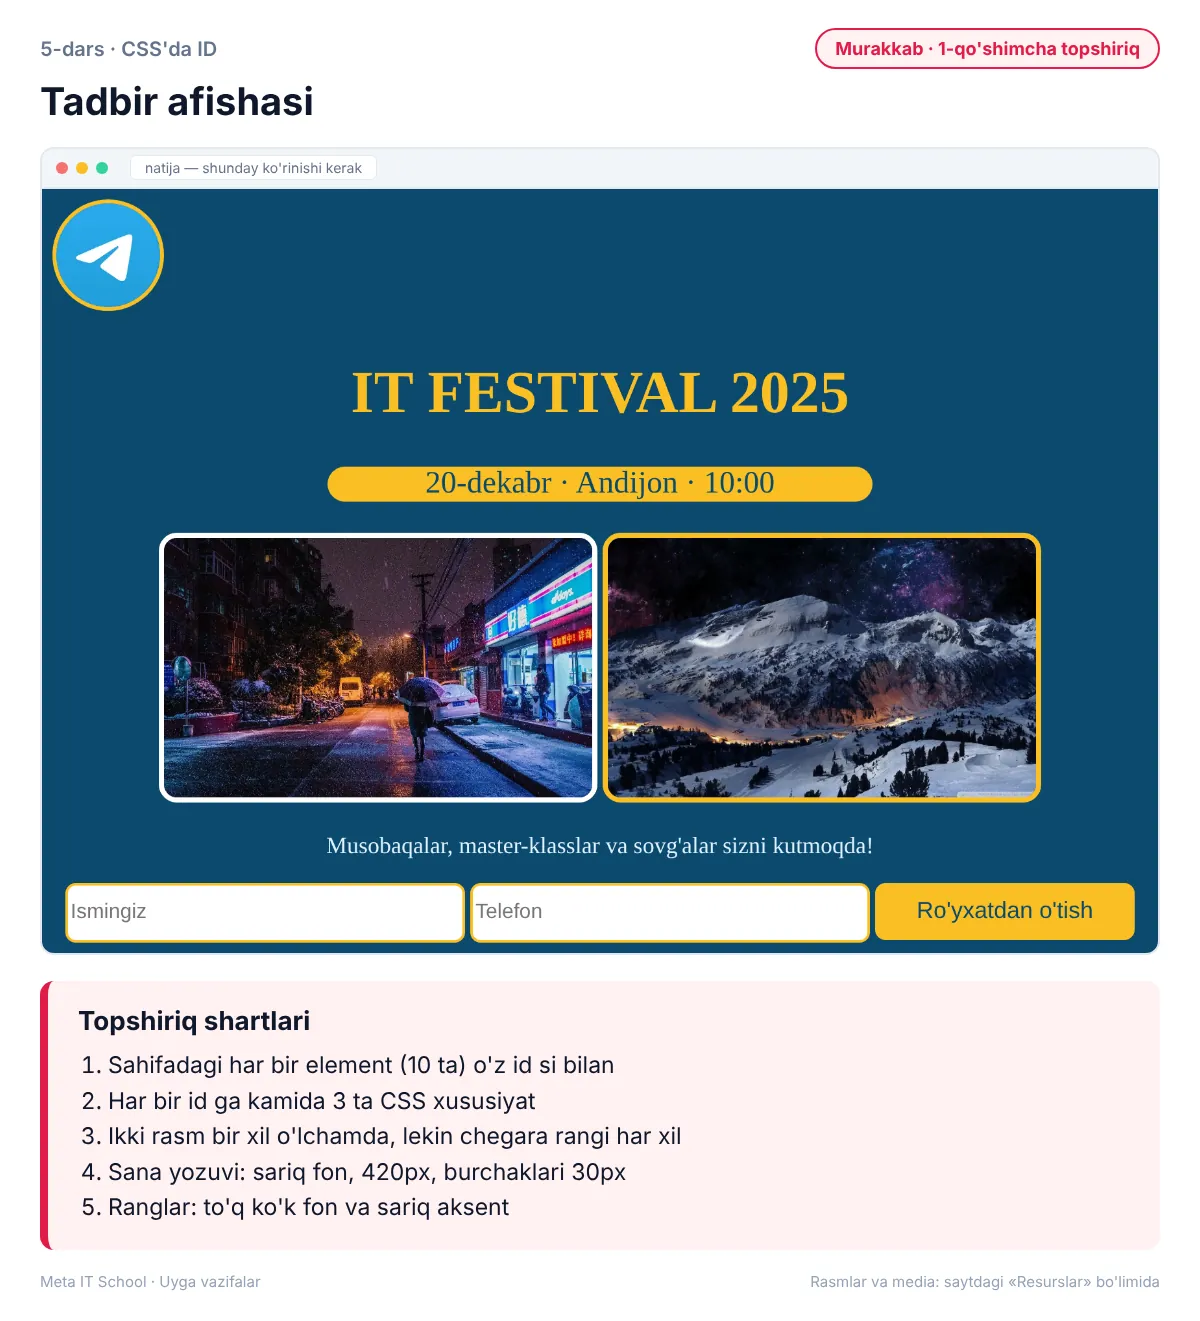 5-dars · CSS'da ID
Murakkab · 1-qo'shimcha topshiriq
Tadbir afishasi
natija — shunday ko'rinishi kerak
IT FESTIVAL 2025
20-dekabr · Andijon · 10:00
好德
alldays
Musobaqalar, master-klasslar va sovg'alar sizni kutmoqda!
Ismingiz
Telefon
Ro'yxatdan o'tish
Topshiriq shartlari
1. Sahifadagi har bir element (10 ta) o'z id si bilan
2. Har bir id ga kamida 3 ta CSS xususiyat
3. Ikki rasm bir xil o'lchamda, lekin chegara rangi har xil
4. Sana yozuvi: sariq fon, 420px, burchaklari 30px
5. Ranglar: to'q ko'k fon va sariq aksent
Meta IT School · Uyga vazifalar
Rasmlar va media: saytdagi «Resurslar» bo'limida